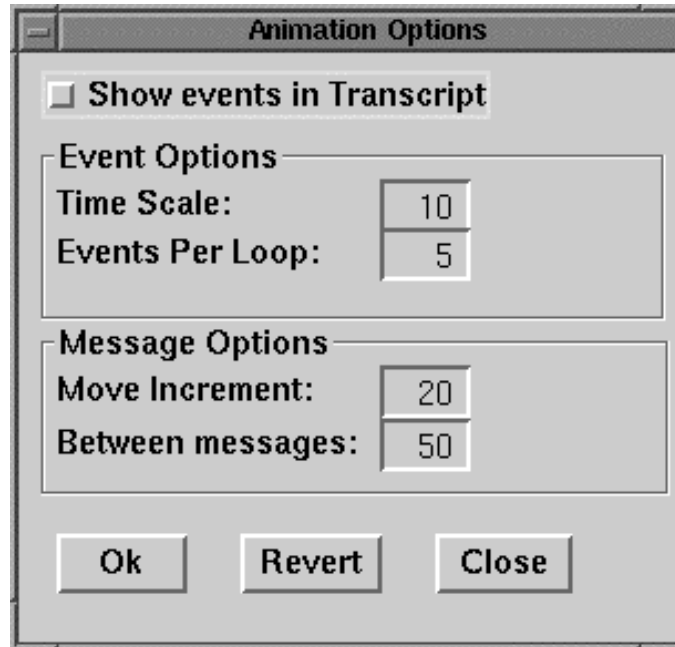 Animation Options
Show events in Transcript
Event Options
Time Scale: 10
Events Per Loop: 5
Message Options
Move Increment: 20
Between messages: 50
Ok Revert Close